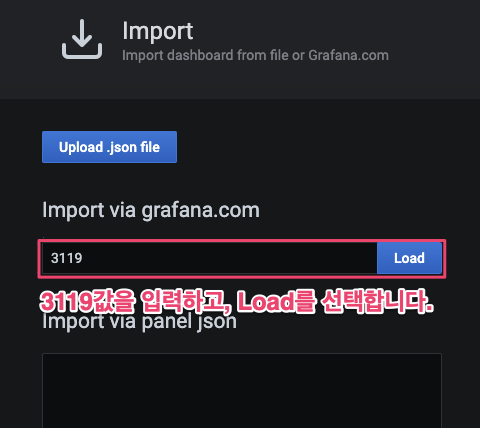 Import
Import dashboard from file or Grafana.com
Upload .json file
Import via grafana.com
3119
Load
3119값을 입력하고, Load를 선택합니다.
Import via panel json